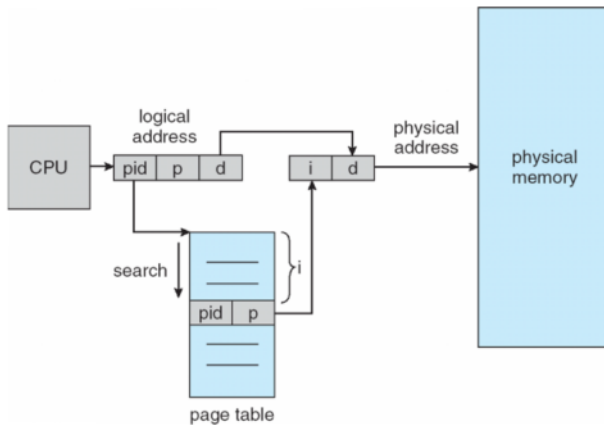 logical
address
physical
address
CPU
pid p d
i d
physical
memory
search
i
pid p
page table